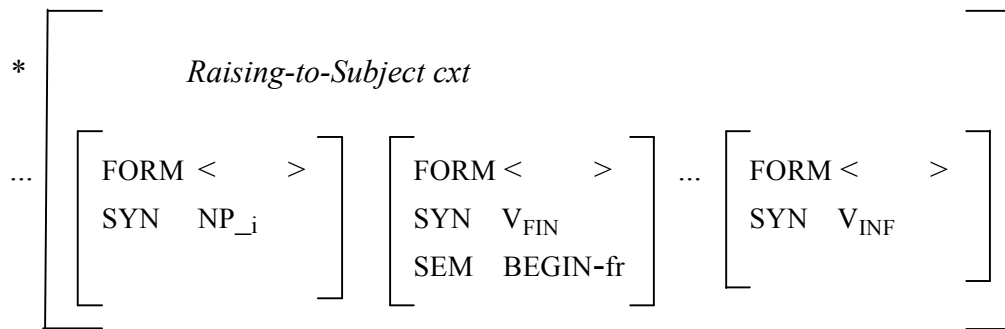 * Raising-to-Subject cxt
... FORM < > FORM < > ... FORM < >
SYN NP_i SYN V_FIN SYN V_INF
SEM BEGIN-fr